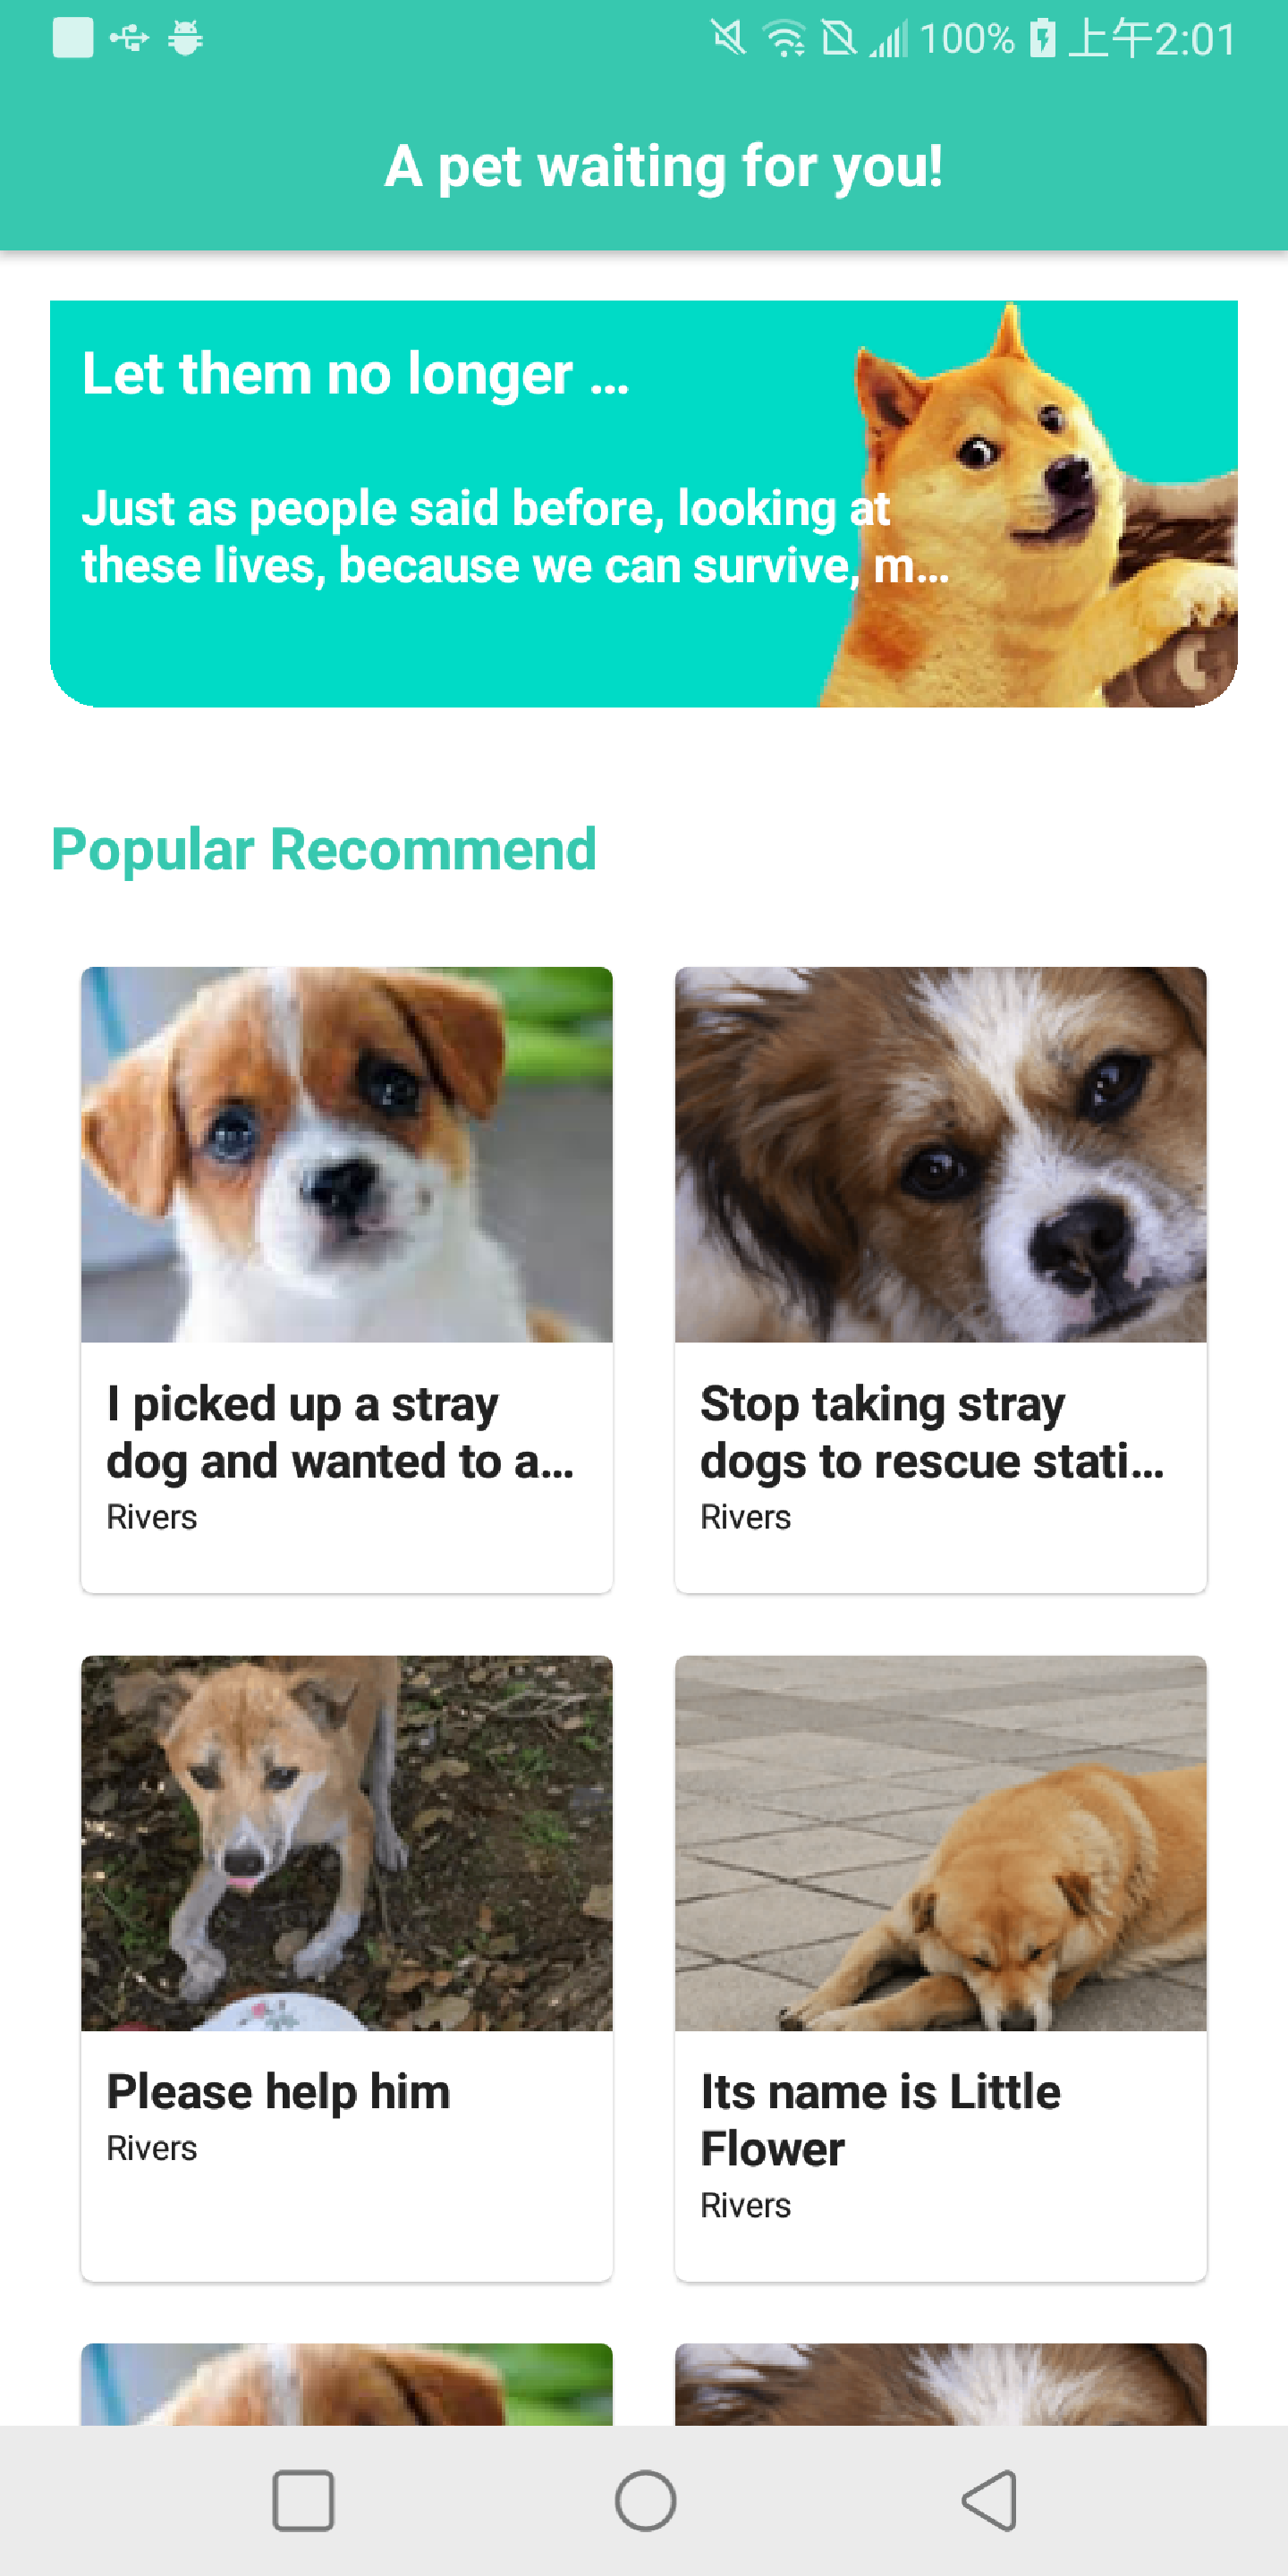 100% 上午2:01
A pet waiting for you!
Let them no longer ...
Just as people said before, looking at
these lives, because we can survive, m...
Popular Recommend
I picked up a stray
dog and wanted to a...
Rivers
Stop taking stray
dogs to rescue stati...
Rivers
Please help him
Rivers
Its name is Little
Flower
Rivers